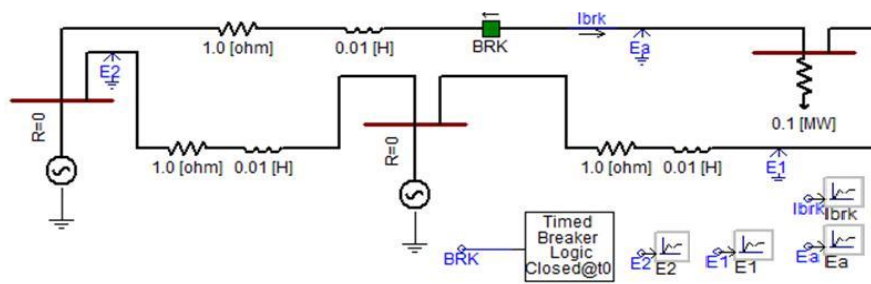 Ibrk
1.0 [ohm]
0.01 [H]
BRK
Ea
E2
R=0
1.0 [ohm]
0.01 [H]
R=0
1.0 [ohm]
0.01 [H]
E1
0.1 [MW]
Timed
Breaker
Logic
Closed@t0
BRK
E2
E2
E1
E1
Ibrk
Ibrk
Ea
Ea